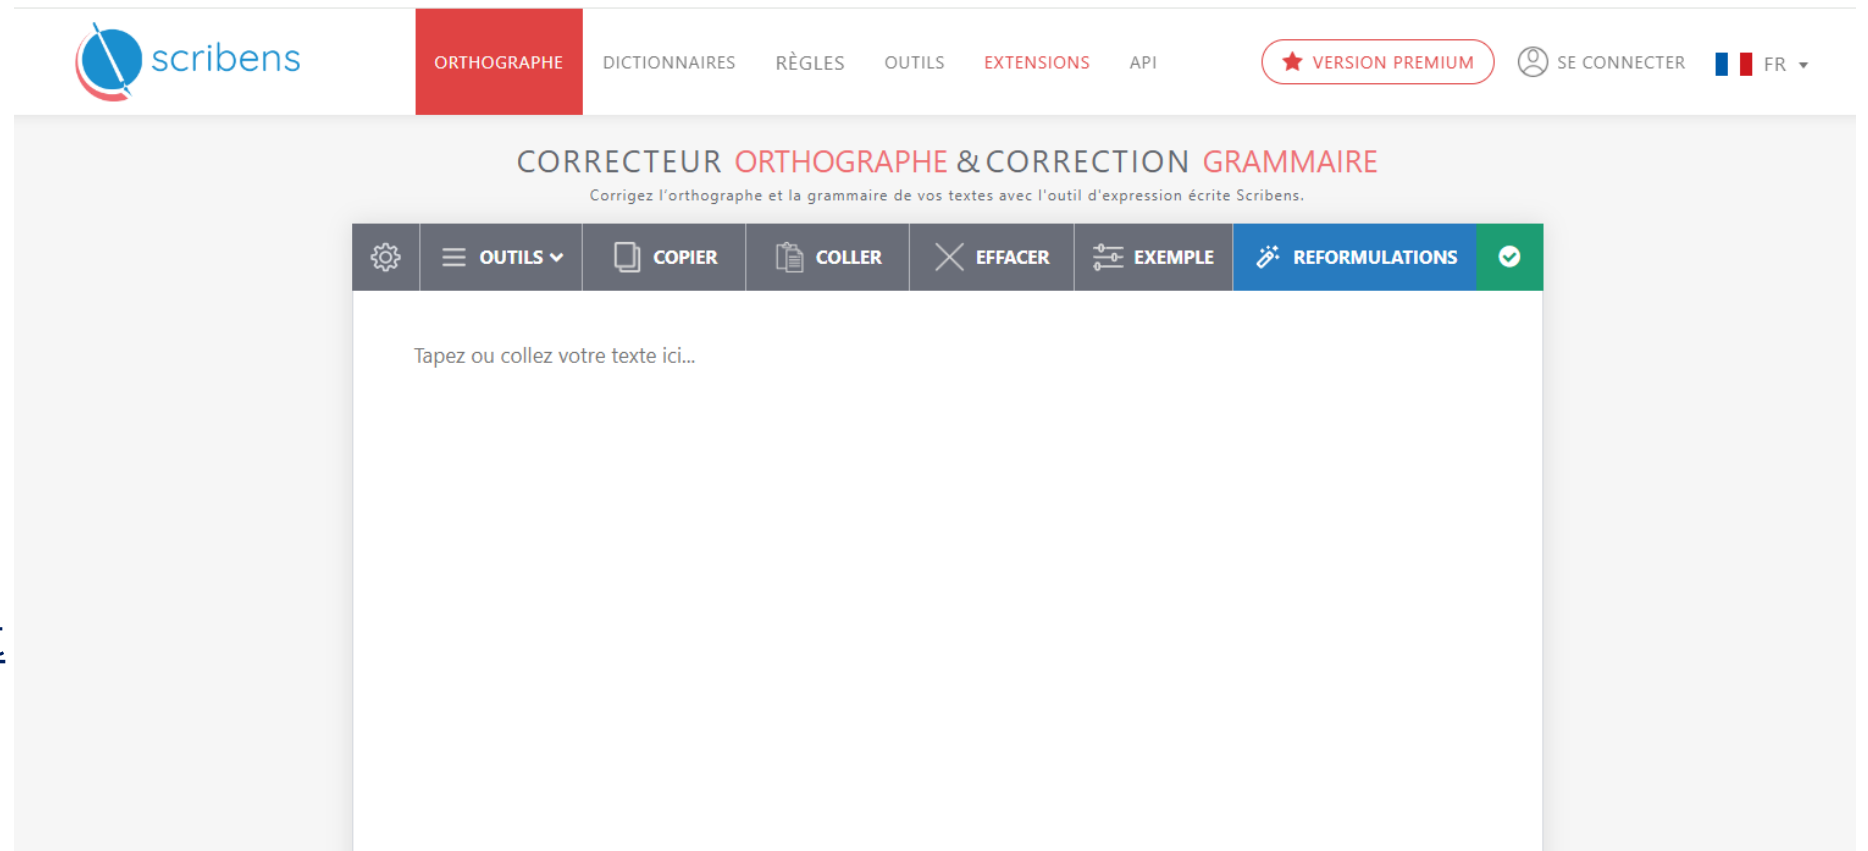 scribens
ORTHOGRAPHE DICTIONNAIRES RÈGLES OUTILS EXTENSIONS API VERSION PREMIUM SE CONNECTER FR
CORRECTEUR ORTHOGRAPHE & CORRECTION GRAMMAIRE
Corrigez l'orthographe et la grammaire de vos textes avec l'outil d'expression écrite Scribens.
OUTILS COPIER COLLER EFFACER EXEMPLE REFORMULATIONS
Tapez ou collez votre texte ici...